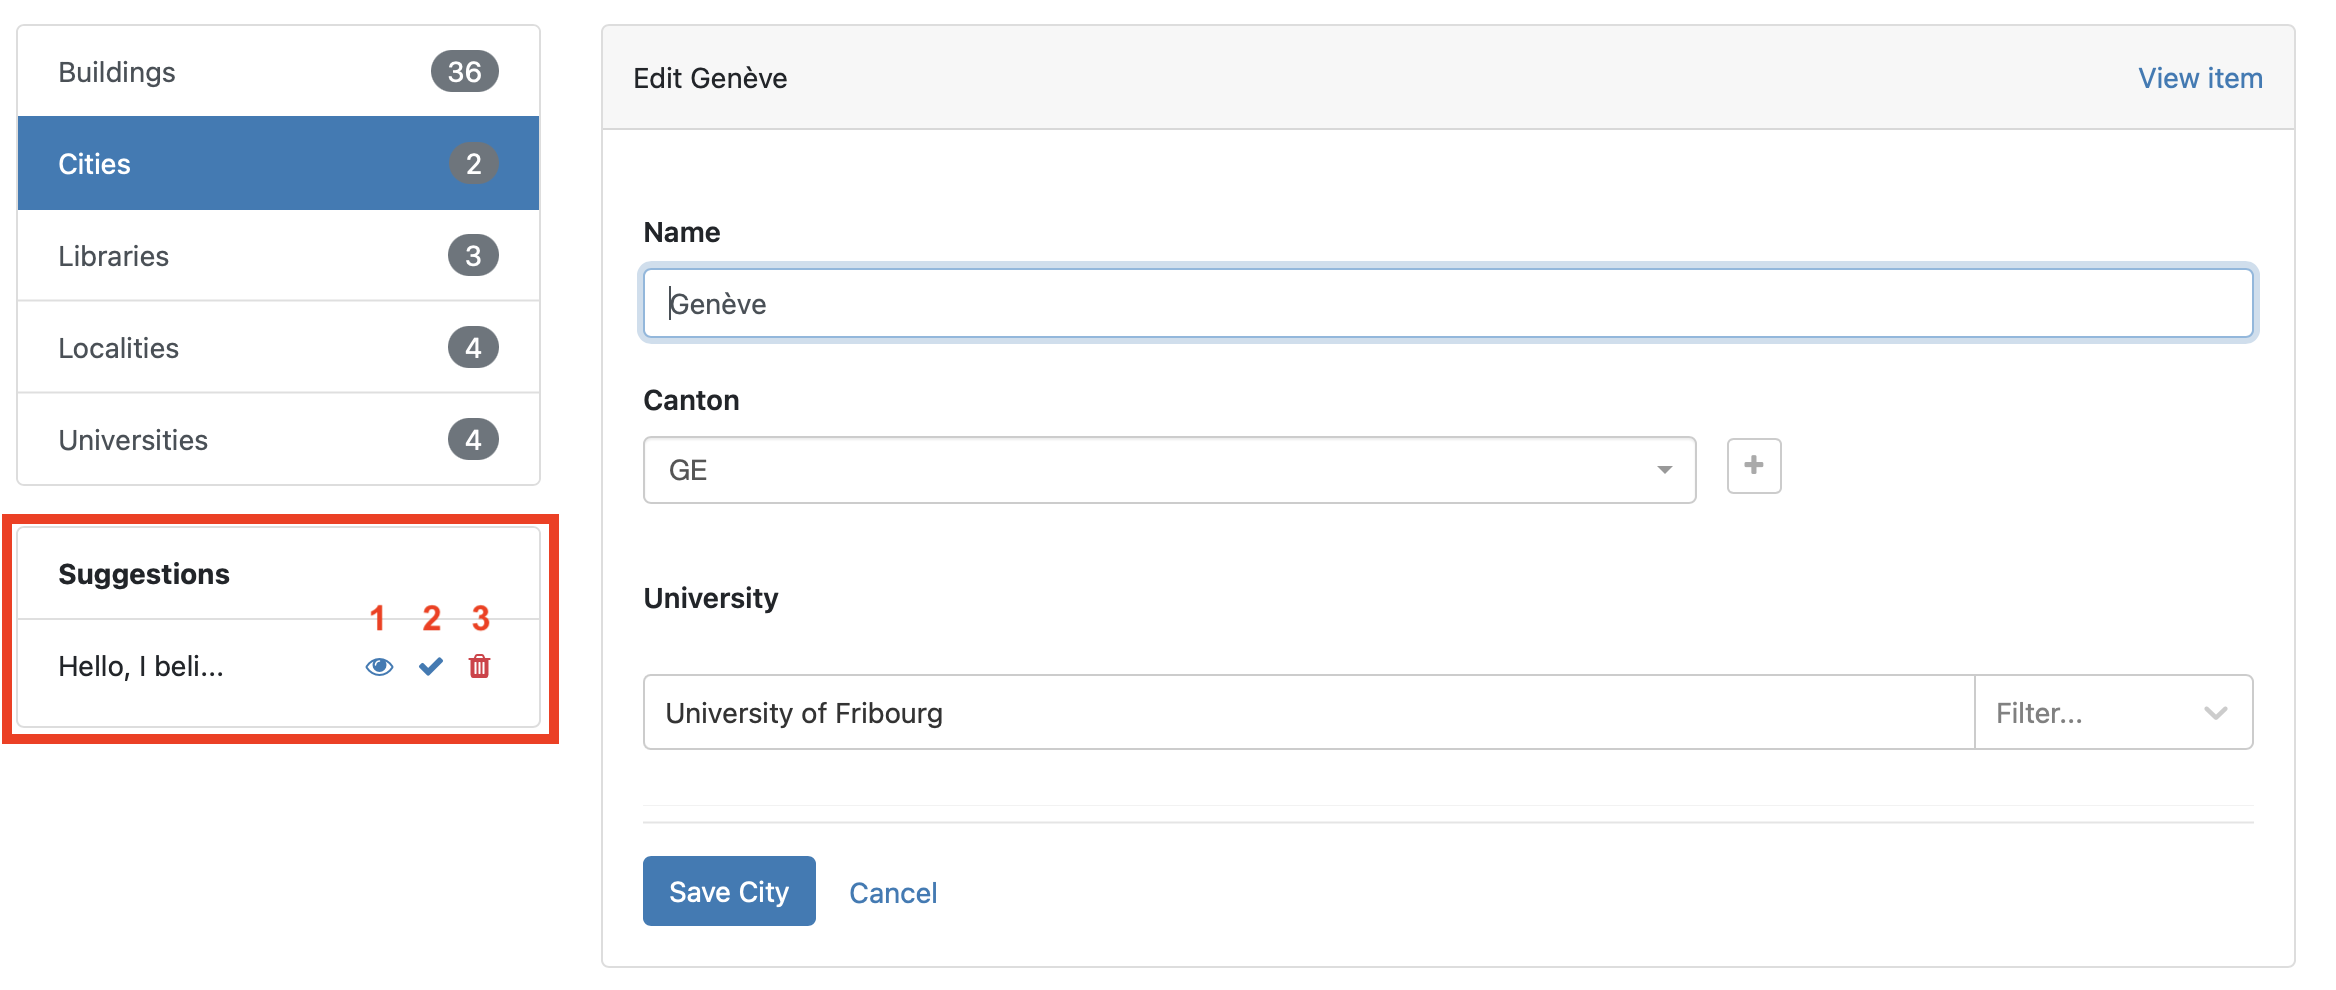 Buildings 36
Cities 2
Libraries 3
Localities 4
Universities 4
Suggestions
1 2 3
Hello, I beli...
Edit Genève View item
Name
Genève
Canton
GE
University
University of Fribourg Filter...
Save City Cancel